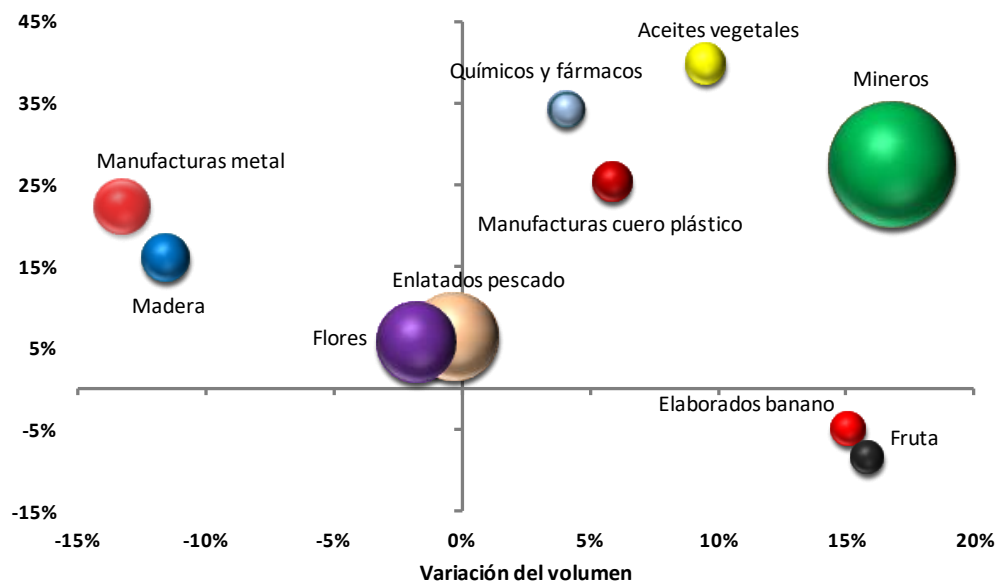 45%
Aceites vegetales
Químicos y fármacos
Mineros
35%
Manufacturas metal
25%
Manufacturas cuero plástico
15%
Enlatados pescado
Madera
Flores
5%
Elaborados banano
-5%
Fruta
-15%
-15% -10% -5% 0% 5% 10% 15% 20%
Variación del volumen